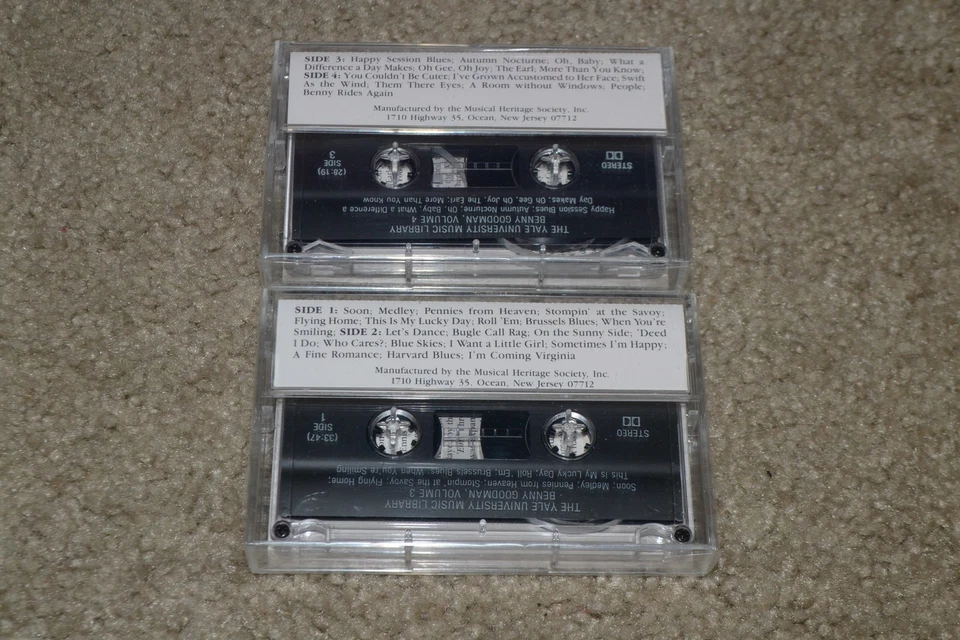 SIDE 3: Happy Session Blues; Autumn Nocturne; Oh, Baby; What a
Difference a Day Makes; Oh Gee, Oh Joy; The Earl; More Than You Know;
SIDE 4: You Couldn't Be Cuter; I've Grown Accustomed to Her Face; Swift
As the Wind; Them There Eyes; A Room without Windows; People;
Benny Rides Again
Manufactured by the Musical Heritage Society, Inc.
1710 Highway 35, Ocean, New Jersey 07712
THE YALE UNIVERSITY MUSIC LIBRARY
BENNY GOODMAN, VOLUME 4
Happy Session Blues; Autumn Nocturne; Oh, Baby, What a Difference a
Day Makes, Oh Gee, Oh Joy, The Earl; More Than You Know
STEREO
SIDE
3
(28:19)
SIDE 1: Soon; Medley; Pennies from Heaven; Stompin' at the Savoy;
Flying Home; This Is My Lucky Day; Roll 'Em; Brussels Blues; When You're
Smiling; SIDE 2: Let's Dance; Bugle Call Rag; On the Sunny Side; 'Deed
I Do; Who Cares?; Blue Skies; I Want a Little Girl; Sometimes I'm Happy;
A Fine Romance; Harvard Blues; I'm Coming Virginia
Manufactured by the Musical Heritage Society, Inc.
1710 Highway 35, Ocean, New Jersey 07712
THE YALE UNIVERSITY MUSIC LIBRARY
BENNY GOODMAN, VOLUME 3
Soon; Medley; Pennies from Heaven; Stompin' at the Savoy; Flying Home;
This is My Lucky Day; Roll 'Em; Brussels Blues; When You're Smiling
STEREO
SIDE
1
(33:47)